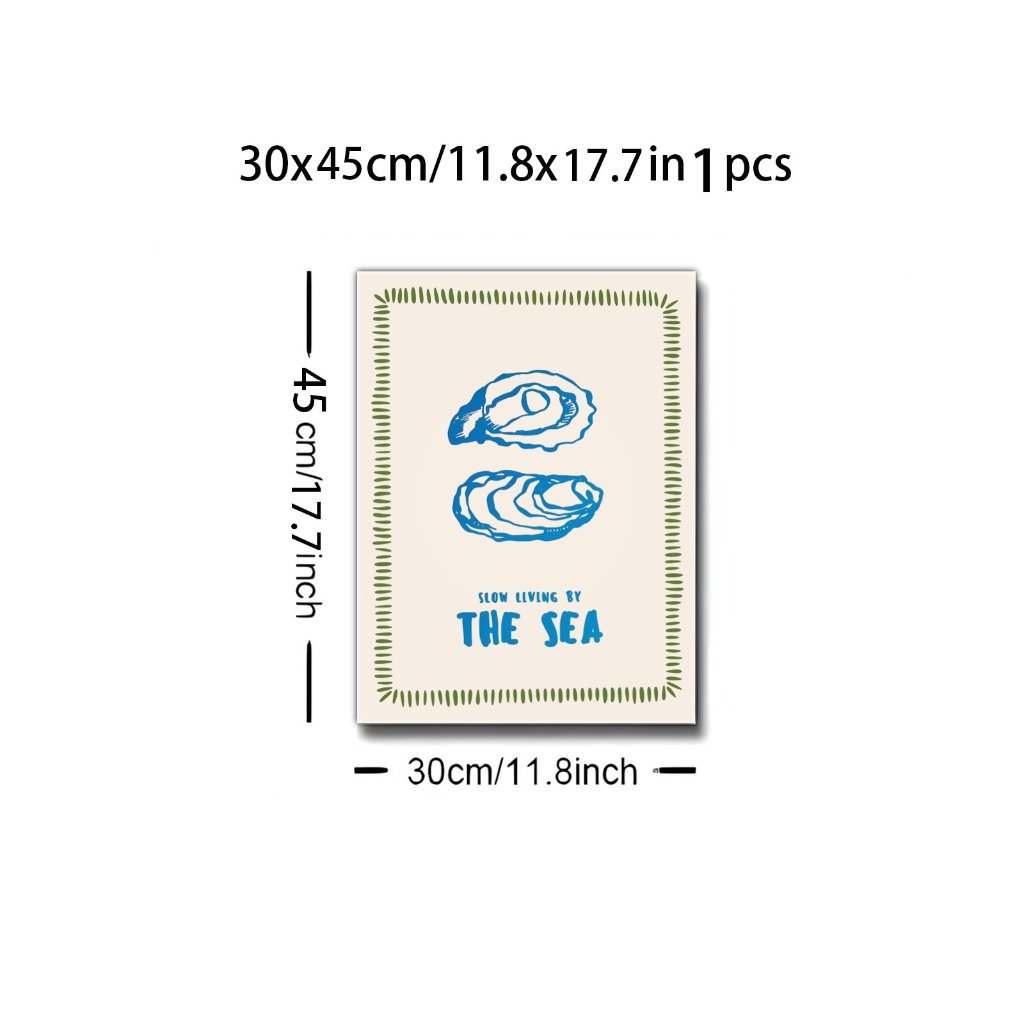 30x45cm/11.8x17.7in 1 pcs
45 cm/17.7inch
SLOW LIVING BY
THE SEA
30cm/11.8inch